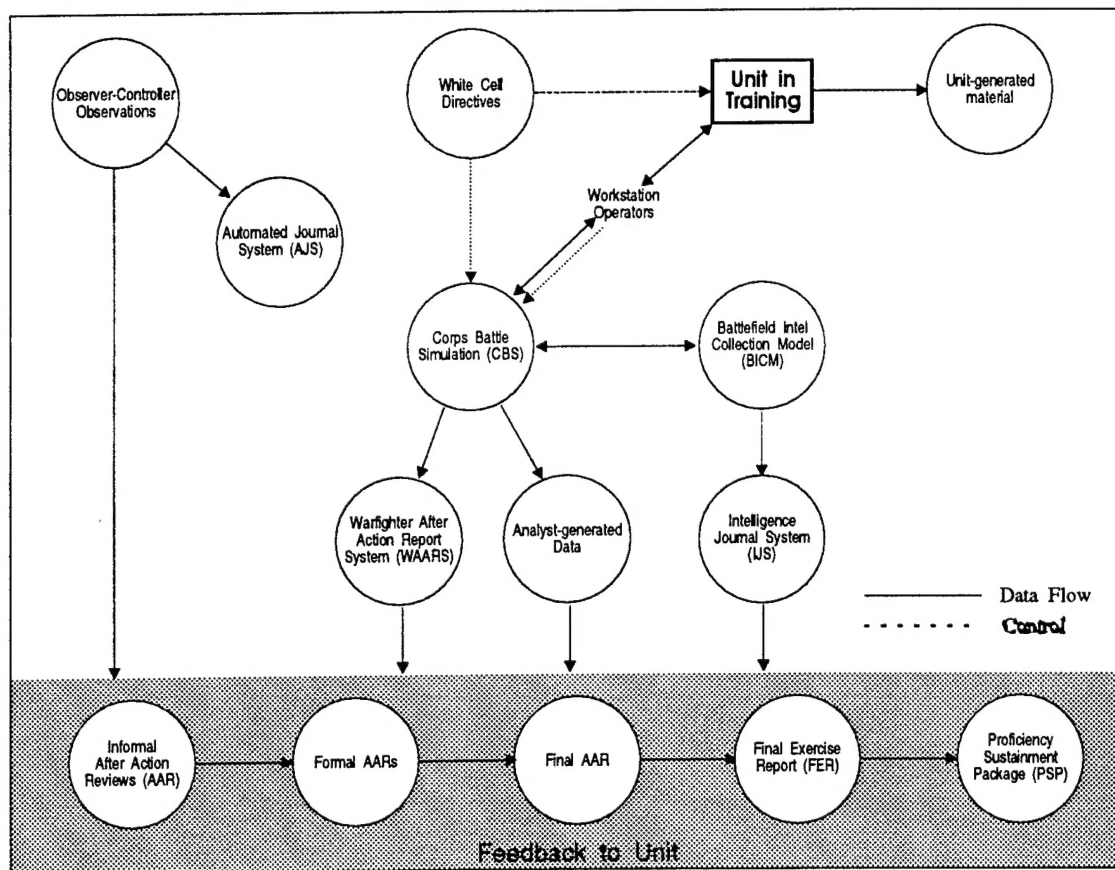 Observer-Controller
Observations
White Cell
Directives
Unit in
Training
Unit-generated
material
Automated Journal
System (AJS)
Workstation
Operators
Corps Battle
Simulation (CBS)
Battlefield Intel
Collection Model
(BICM)
Warfighter After
Action Report
System (WAARS)
Analyst-generated
Data
Intelligence
Journal System
(IJS)
Data Flow
Control
Informal
After Action
Reviews (AAR)
Formal AARs
Final AAR
Final Exercise
Report (FER)
Proficiency
Sustainment
Package (PSP)
Feedback to Unit